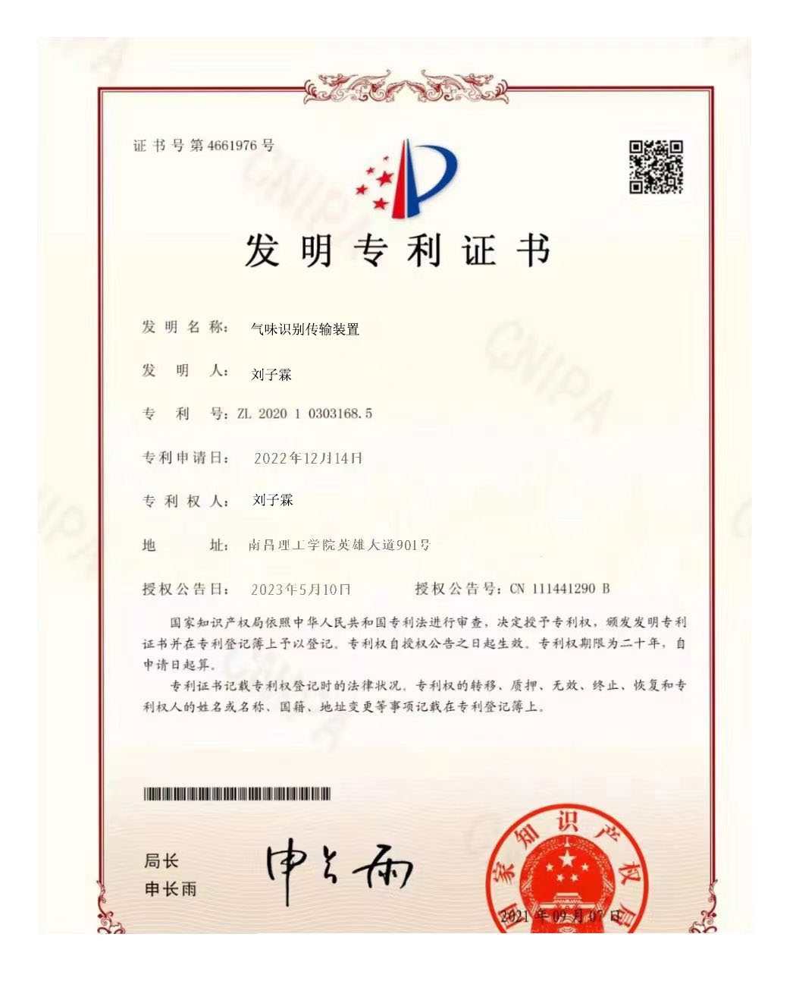 证书号第4661976号
发明专利证书
发明名称： 气味识别传输装置
发明人： 刘子霖
专利号：ZL 2020 1 0303168.5
专利申请日： 2022年12月14日
专利权人： 刘子霖
地址： 南昌理工学院英雄大道901号
授权公告日： 2023年5月10日 授权公告号：CN 111441290 B
国家知识产权局依照中华人民共和国专利法进行审查，决定授予专利权，颁发发明专利
证书并在专利登记簿上予以登记。专利权自授权公告之日起生效。专利权期限为二十年，自
申请日起算。
专利证书记载专利权登记时的法律状况。专利权的转移、质押、无效、终止、恢复和专
利权人的姓名或名称、国籍、地址变更等事项记载在专利登记簿上。
局长
申长雨
申长雨
国家知识产权局
2021年09月07日
CNIPA
CNIPA
CNIPA